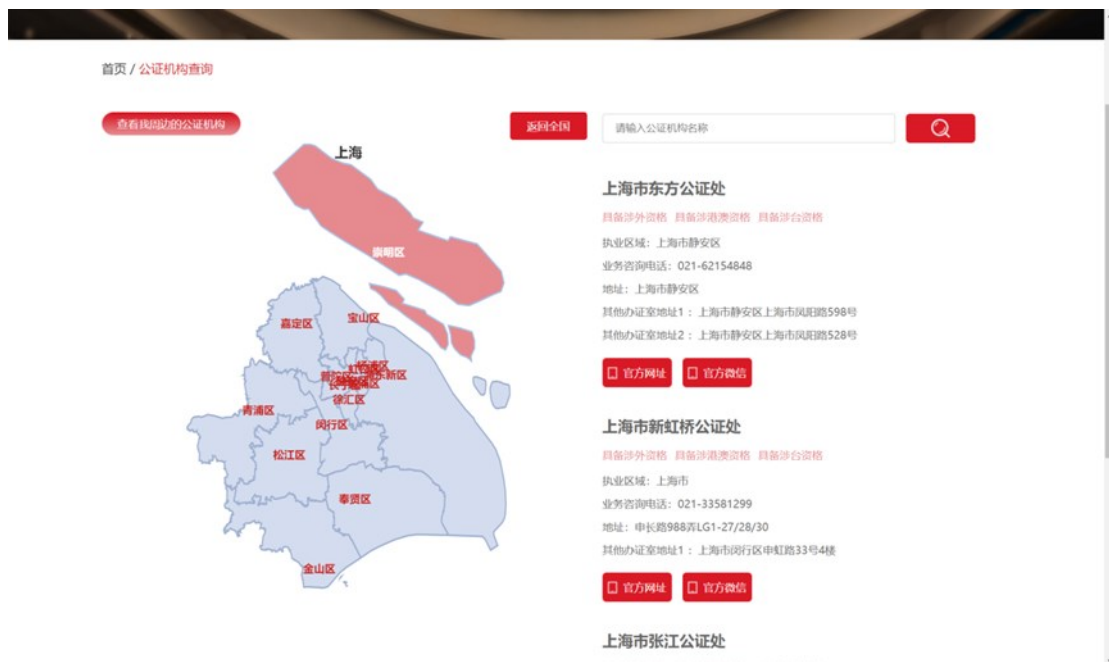 首页 / 公证机构查询
查看我周边的公证机构
返回全国
请输入公证机构名称
上海
崇明区
嘉定区
宝山区
杨浦区
浦东新区
徐汇区
青浦区
闵行区
松江区
奉贤区
金山区
上海市东方公证处
具备涉外资格 具备涉港澳资格 具备涉台资格
执业区域：上海市静安区
业务咨询电话：021-62154848
地址：上海市静安区
其他办证室地址1：上海市静安区上海市凤阳路598号
其他办证室地址2：上海市静安区上海市凤阳路528号
官方网址 官方微信
上海市新虹桥公证处
具备涉外资格 具备涉港澳资格 具备涉台资格
执业区域：上海市
业务咨询电话：021-33581299
地址：申长路988弄LG1-27/28/30
其他办证室地址1：上海市闵行区申虹路33号4楼
官方网址 官方微信
上海市张江公证处